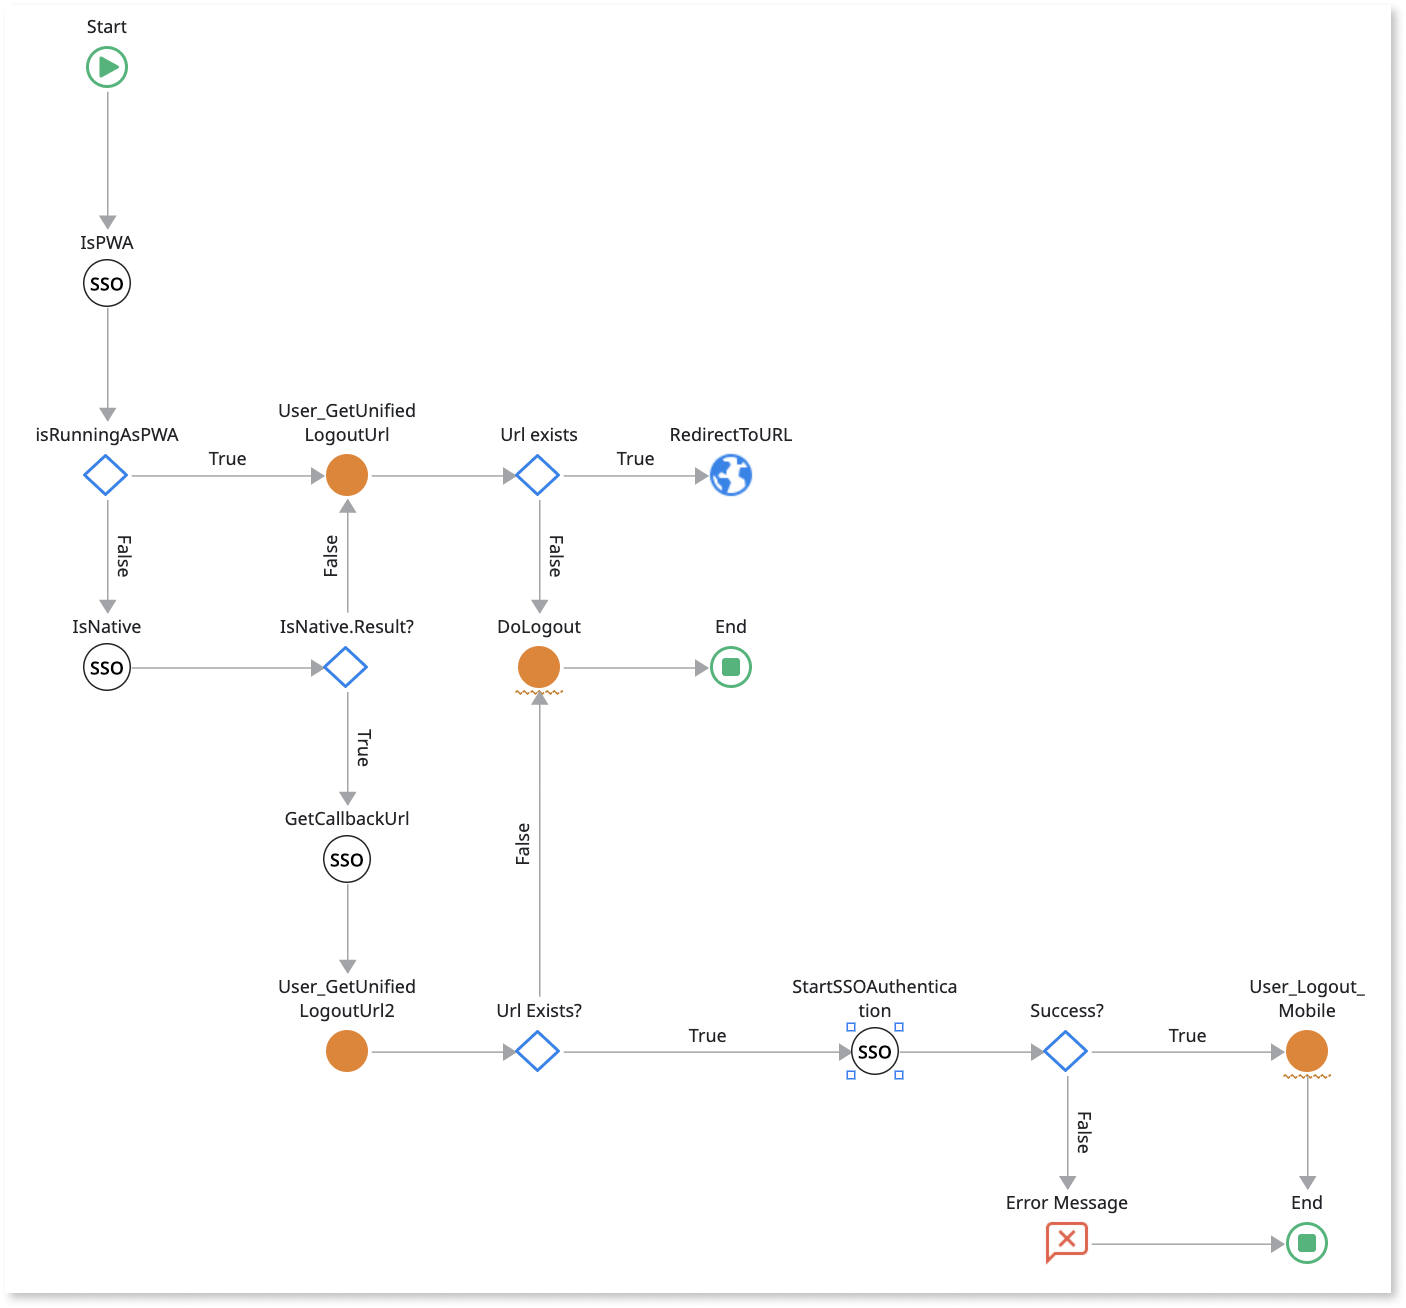 Start
IsPWA
SSO
isRunningAsPWA
True
User_GetUnified
LogoutUrl
Url exists
True
RedirectToURL
False
False
False
IsNative
SSO
IsNative.Result?
DoLogout
End
True
GetCallbackUrl
SSO
False
User_GetUnified
LogoutUrl2
Url Exists?
True
StartSSOAuthentica
tion
SSO
Success?
True
User_Logout_
Mobile
False
Error Message
End